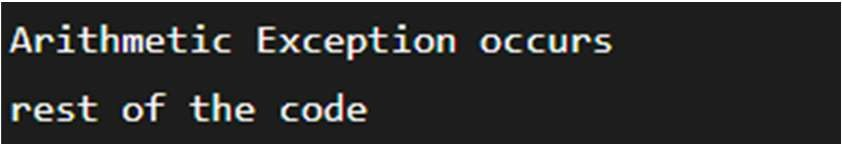 Arithmetic Exception occurs
rest of the code